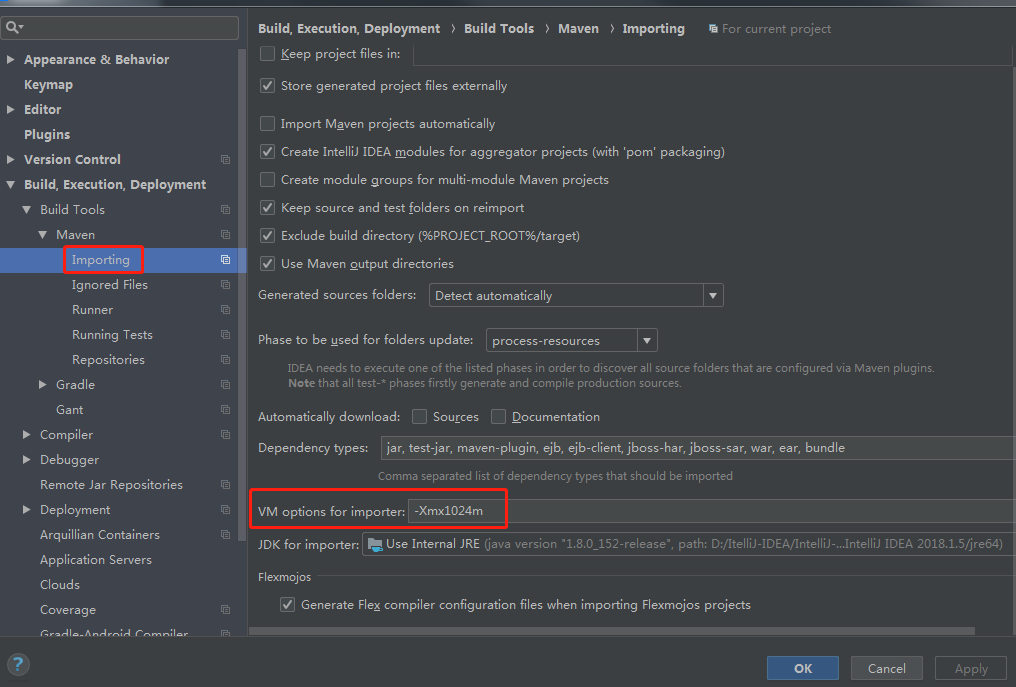 Build, Execution, Deployment › Build Tools › Maven › Importing For current project
Appearance & Behavior
Keymap
Editor
Plugins
Version Control
Build, Execution, Deployment
Build Tools
Maven
Importing
Ignored Files
Runner
Running Tests
Repositories
Gradle
Gant
Compiler
Debugger
Remote Jar Repositories
Deployment
Arquillian Containers
Application Servers
Clouds
Coverage
Gradle-Android Compiler
Keep project files in:
Store generated project files externally
Import Maven projects automatically
Create IntelliJ IDEA modules for aggregator projects (with 'pom' packaging)
Create module groups for multi-module Maven projects
Keep source and test folders on reimport
Exclude build directory (%PROJECT_ROOT%/target)
Use Maven output directories
Generated sources folders: Detect automatically
Phase to be used for folders update: process-resources
IDEA needs to execute one of the listed phases in order to discover all source folders that are configured via Maven plugins.
Note that all test-* phases firstly generate and compile production sources.
Automatically download: Sources Documentation
Dependency types: jar, test-jar, maven-plugin, ejb, ejb-client, jboss-har, jboss-sar, war, ear, bundle
Comma separated list of dependency types that should be imported
VM options for importer: -Xmx1024m
JDK for importer: Use Internal JRE (java version "1.8.0_152-release", path: D:/ItelliJ-IDEA/IntelliJ-...IntelliJ IDEA 2018.1.5/jre64)
Flexmojos
Generate Flex compiler configuration files when importing Flexmojos projects
?
OK Cancel Apply